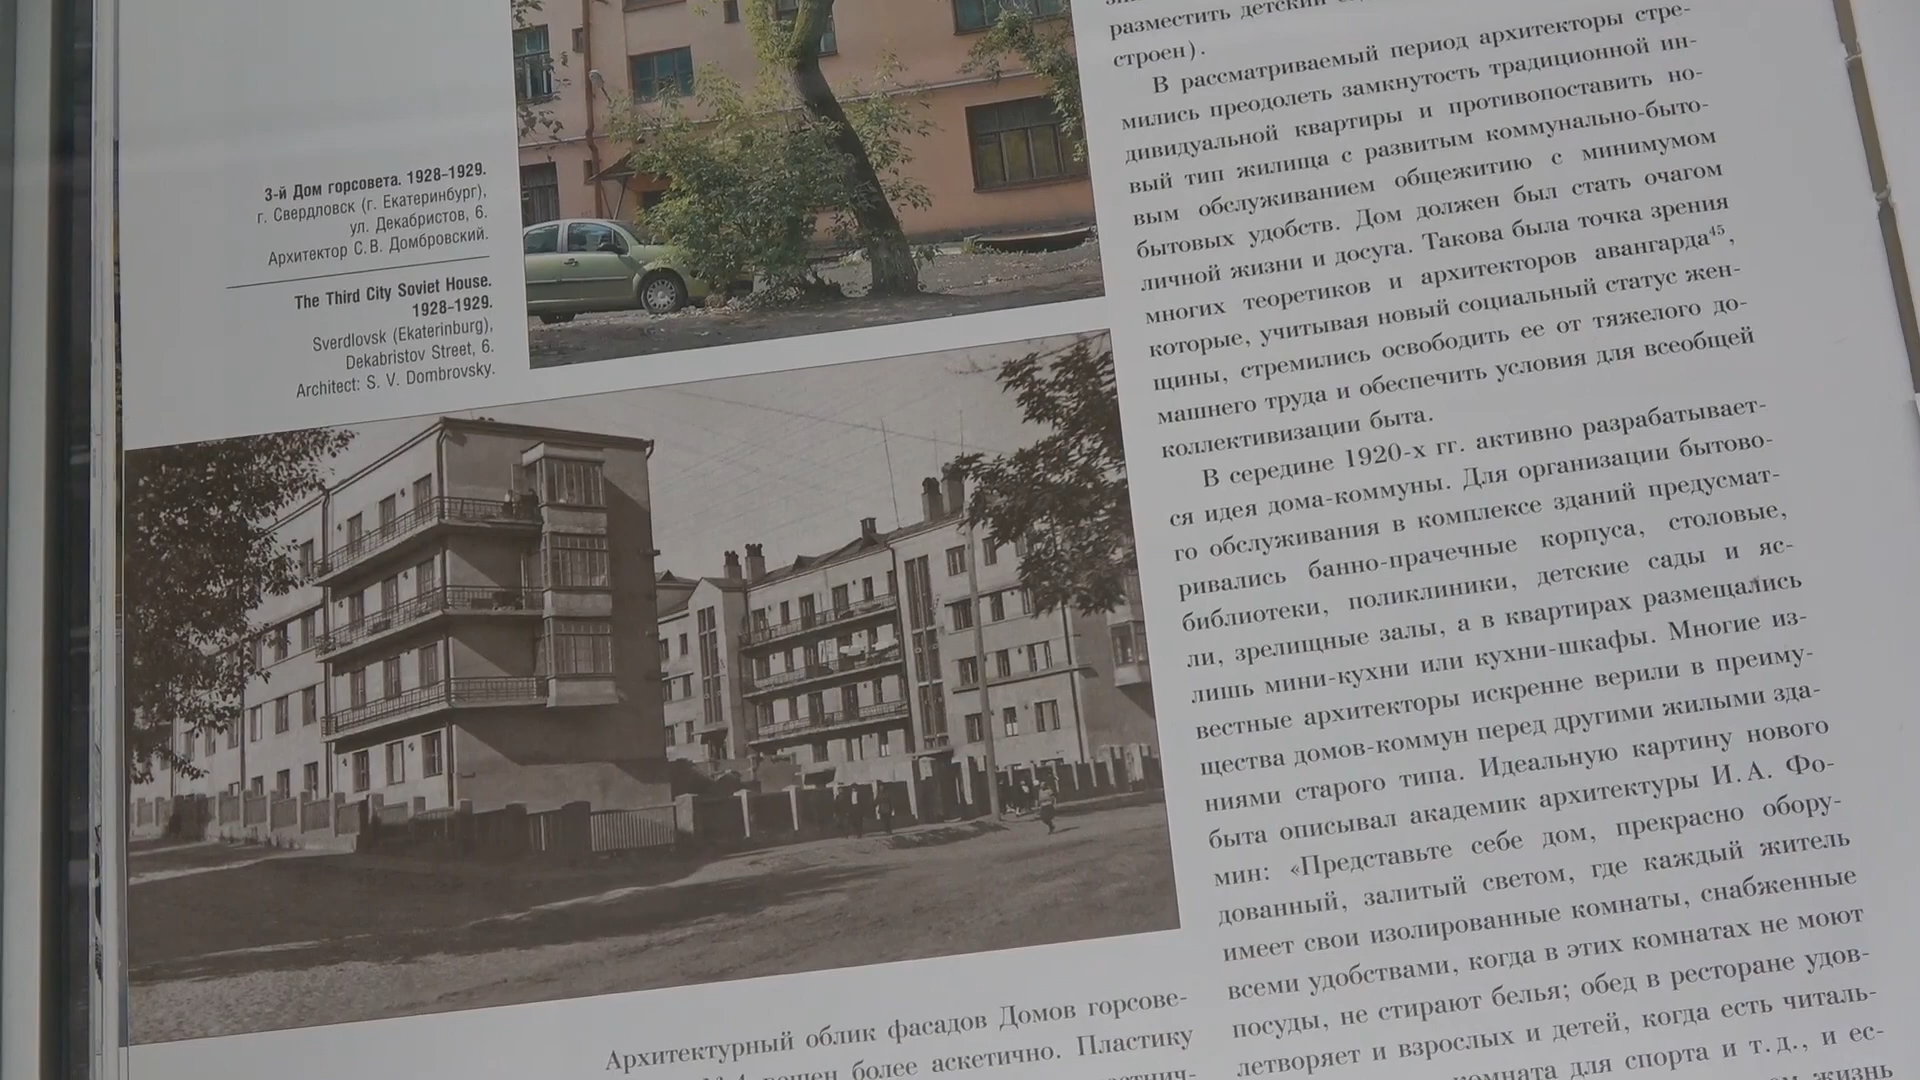 3-й Дом горсовета. 1928–1929.
г. Свердловск (г. Екатеринбург),
ул. Декабристов, 6.
Архитектор С.В. Домбровский.
The Third City Soviet House.
1928–1929.
Sverdlovsk (Ekaterinburg),
Dekabristov Street, 6.
Architect: S. V. Dombrovsky.
Архитектурный облик фасадов Домов горсове-
более аскетично. Пластику
разместить детский
строен).
В рассматриваемый период архитекторы стре-
мились преодолеть замкнутость традиционной ин-
дивидуальной квартиры и противопоставить но-
вый тип жилища с развитым коммунально-быто-
вым обслуживанием общежитию с минимумом
бытовых удобств. Дом должен был стать очагом
личной жизни и досуга. Такова была точка зрения
многих теоретиков и архитекторов авангарда⁴⁵,
которые, учитывая новый социальный статус жен-
щины, стремились освободить ее от тяжелого до-
машнего труда и обеспечить условия для всеобщей
коллективизации быта.
В середине 1920-х гг. активно разрабатывает-
ся идея дома-коммуны. Для организации бытово-
го обслуживания в комплексе зданий предусмат-
ривались банно-прачечные корпуса, столовые,
библиотеки, поликлиники, детские сады и яс-
ли, зрелищные залы, а в квартирах размещались
лишь мини-кухни или кухни-шкафы. Многие из-
вестные архитекторы искренне верили в преиму-
щества домов-коммун перед другими жилыми зда-
ниями старого типа. Идеальную картину нового
быта описывал академик архитектуры И.А. Фо-
мин: «Представьте себе дом, прекрасно обору-
дованный, залитый светом, где каждый житель
имеет свои изолированные комнаты, снабженные
всеми удобствами, когда в этих комнатах не моют
посуды, не стирают белья; обед в ресторане удов-
летворяет и взрослых и детей, когда есть читаль-
комната для спорта и т.д., и ес-
жизнь